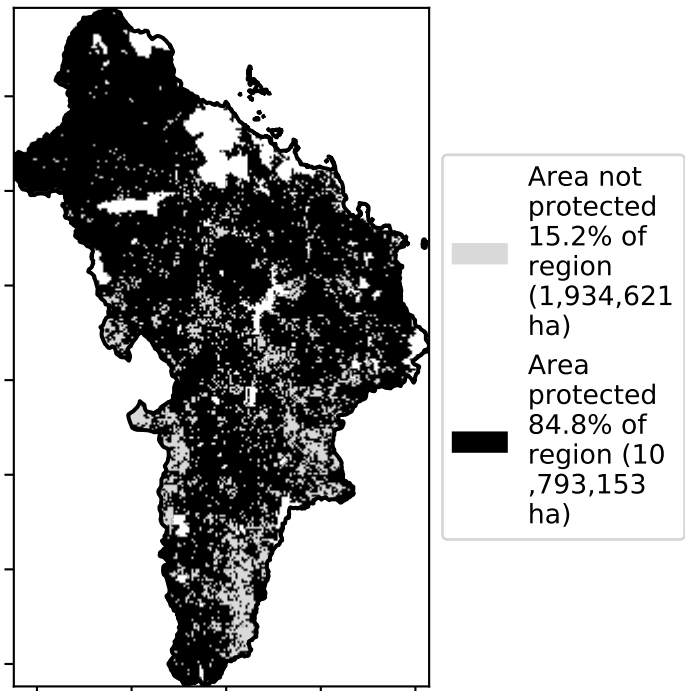 Area not
protected
15.2% of
region
(1,934,621
ha)
Area
protected
84.8% of
region (10
,793,153
ha)